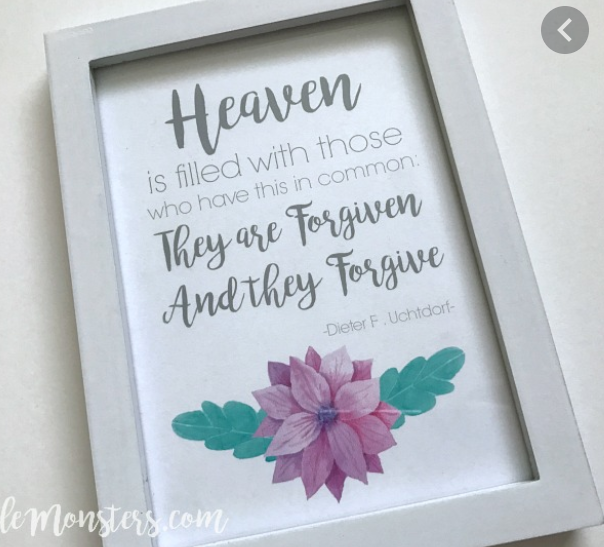 Heaven
is filled with those
who have this in common:
They are Forgiven
And they Forgive
-Dieter F . Uchtdorf-
leMonsters.com